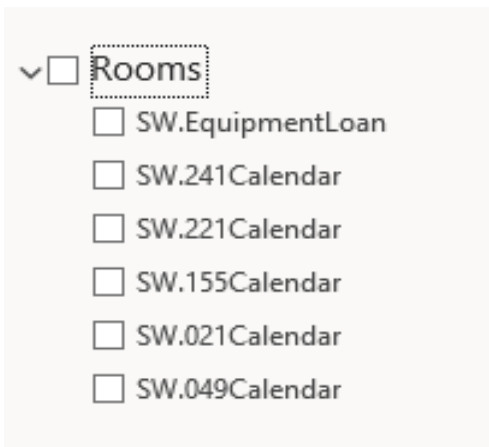 Rooms
SW.EquipmentLoan
SW.241Calendar
SW.221Calendar
SW.155Calendar
SW.021Calendar
SW.049Calendar